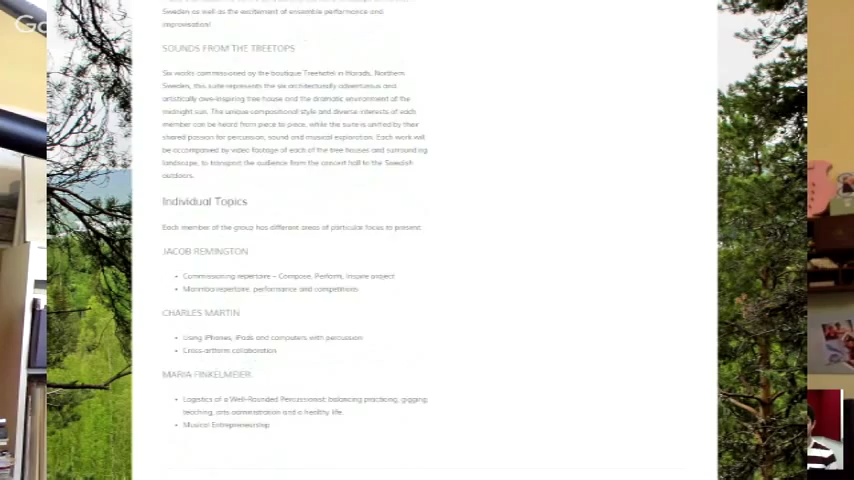 Sweden as well as the excitement of ensemble performance and
improvisation!
SOUNDS FROM THE TREETOPS
Six works commissioned by the boutique Treehotel in Harads, Northern
Sweden, this suite represents the six architecturally adventurous and
artistically awe-inspiring tree house and the dramatic environment of the
midnight sun. The unique compositional style and diverse interests of each
member can be heard from piece to piece, while the suite is unified by their
shared passion for percussion, sound and musical exploration. Each work will
be accompanied by video footage of each of the tree houses and surrounding
landscape, to transport the audience from the concert hall to the Swedish
outdoors.
Individual Topics
Each member of the group has different areas of particular focus to present.
JACOB REMINGTON
• Commissioning repertoire – Compose, Perform, Inspire project
• Marimba repertoire, performance and competitions
CHARLES MARTIN
• Using iPhones, iPads and computers with percussion
• Cross-artform collaboration
MARIA FINKELMEIER
• Logistics of a Well-Rounded Percussionist: balancing practicing, gigging,
teaching, arts-administration and a healthy life.
• Musical Entrepreneurship